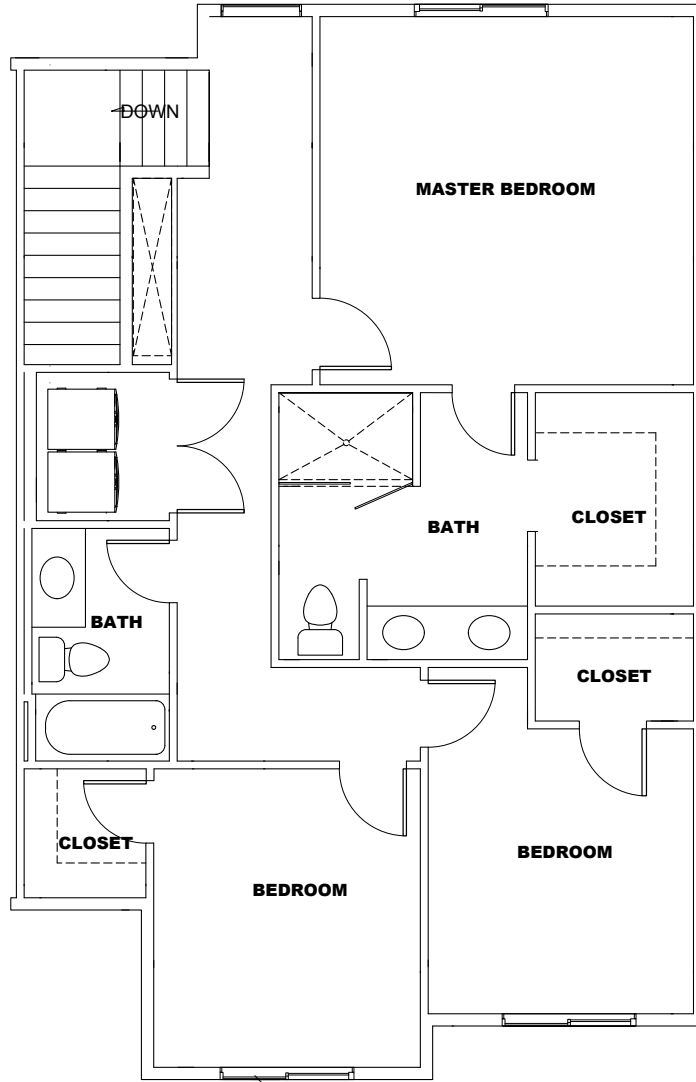 DOWN
MASTER BEDROOM
CLOSET
BATH
BATH
CLOSET
CLOSET
BEDROOM
BEDROOM